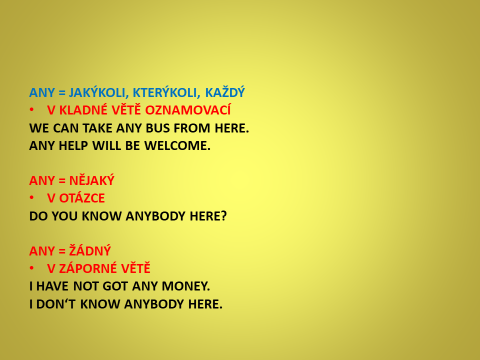 ANY = JAKÝKOLI, KTERÝKOLI, KAŽDÝ
• V KLADNÉ VĚTĚ OZNAMOVACÍ
WE CAN TAKE ANY BUS FROM HERE.
ANY HELP WILL BE WELCOME.
ANY = NĚJAKÝ
• V OTÁZCE
DO YOU KNOW ANYBODY HERE?
ANY = ŽÁDNÝ
• V ZÁPORNÉ VĚTĚ
I HAVE NOT GOT ANY MONEY.
I DON‘T KNOW ANYBODY HERE.